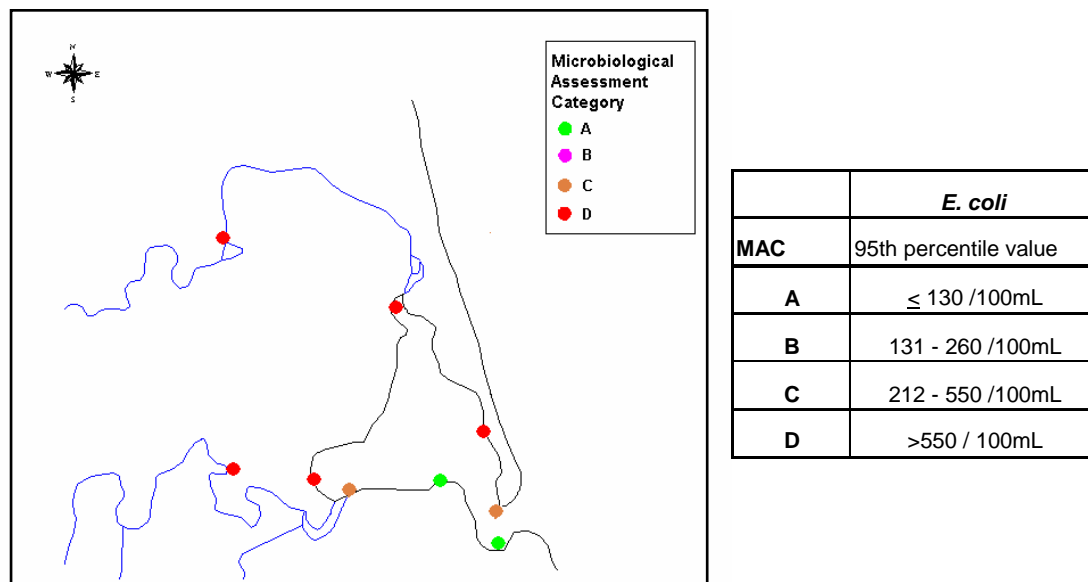 N
W E
S
Microbiological
Assessment
Category
A
B
C
D
E. coli
MAC 95th percentile value
A ≤ 130 /100mL
B 131 - 260 /100mL
C 212 - 550 /100mL
D >550 / 100mL